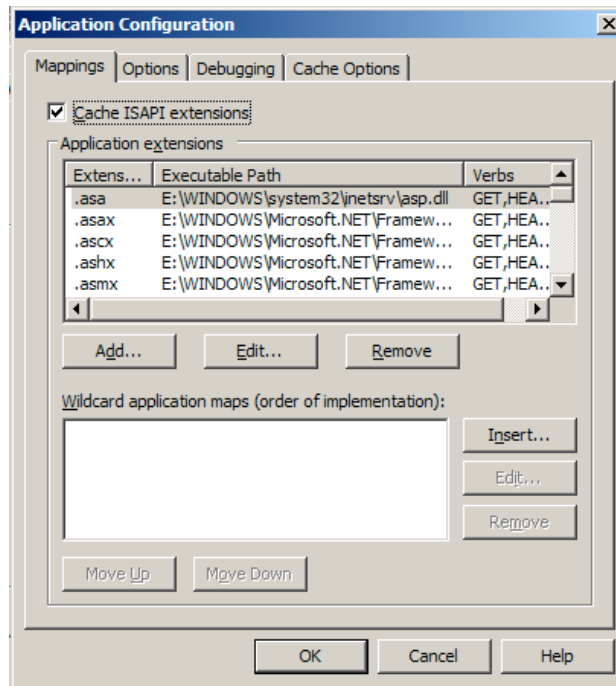 Application Configuration
Mappings Options Debugging Cache Options
Cache ISAPI extensions
Application extensions
Extens... Executable Path Verbs
.asa E:\WINDOWS\system32\inetsrv\asp.dll GET,HEA..
.asax E:\WINDOWS\Microsoft.NET\Framew... GET,HEA..
.ascx E:\WINDOWS\Microsoft.NET\Framew... GET,HEA..
.ashx E:\WINDOWS\Microsoft.NET\Framew... GET,HEA..
.asmx E:\WINDOWS\Microsoft.NET\Framew... GET,HEA..
Add... Edit... Remove
Wildcard application maps (order of implementation):
Insert...
Edit...
Remove
Move Up Move Down
OK Cancel Help